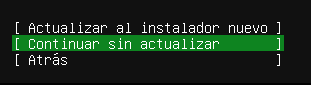 [ Actualizar al instalador nuevo ]
[ Continuar sin actualizar ]
[ Atrás ]